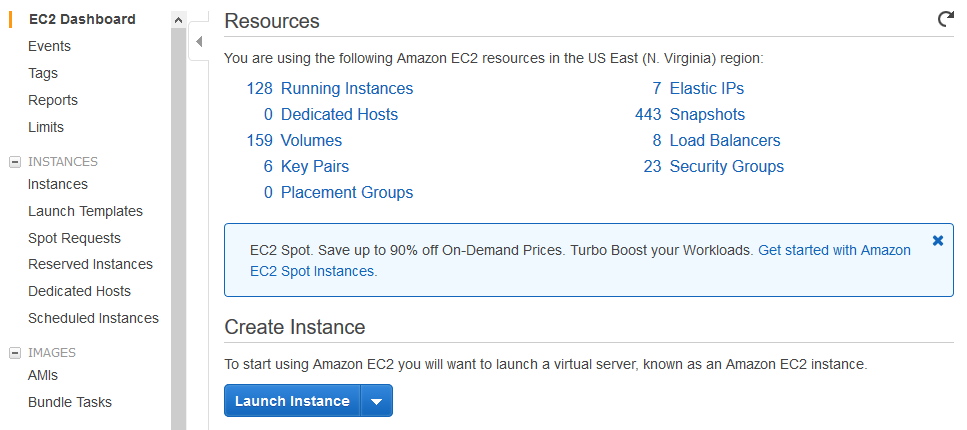 EC2 Dashboard
Events
Tags
Reports
Limits
INSTANCES
Instances
Launch Templates
Spot Requests
Reserved Instances
Dedicated Hosts
Scheduled Instances
IMAGES
AMIs
Bundle Tasks
Resources
You are using the following Amazon EC2 resources in the US East (N. Virginia) region:
128 Running Instances
0 Dedicated Hosts
159 Volumes
6 Key Pairs
0 Placement Groups
7 Elastic IPs
443 Snapshots
8 Load Balancers
23 Security Groups
EC2 Spot. Save up to 90% off On-Demand Prices. Turbo Boost your Workloads. Get started with Amazon
EC2 Spot Instances.
Create Instance
To start using Amazon EC2 you will want to launch a virtual server, known as an Amazon EC2 instance.
Launch Instance